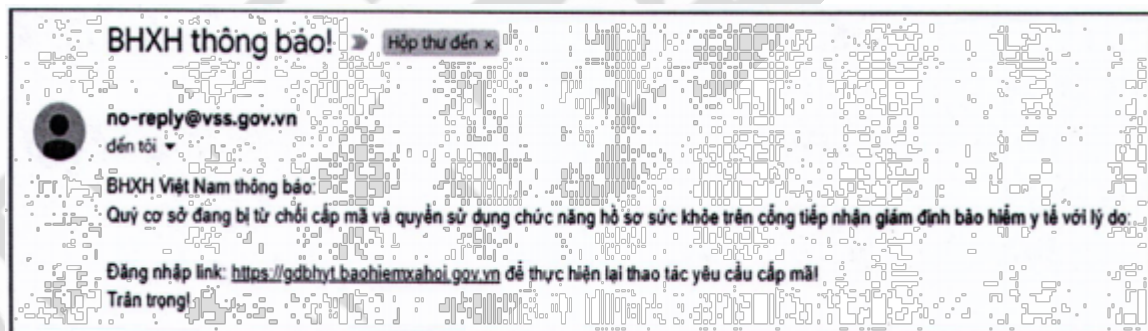 BHXH thông báo!
Hộp thư đến x
no-reply@vss.gov.vn
đến tôi
BHXH Việt Nam thông báo:
Quý cơ sở đang bị từ chối cấp mã và quyền sử dụng chức năng hồ sơ sức khỏe trên cổng tiếp nhận giám định bảo hiểm y tế với lý do:
Đăng nhập link: https://gdbhyt.baohiemxahoi.gov.vn để thực hiện lại thao tác yêu cầu cấp mã!
Trân trọng!